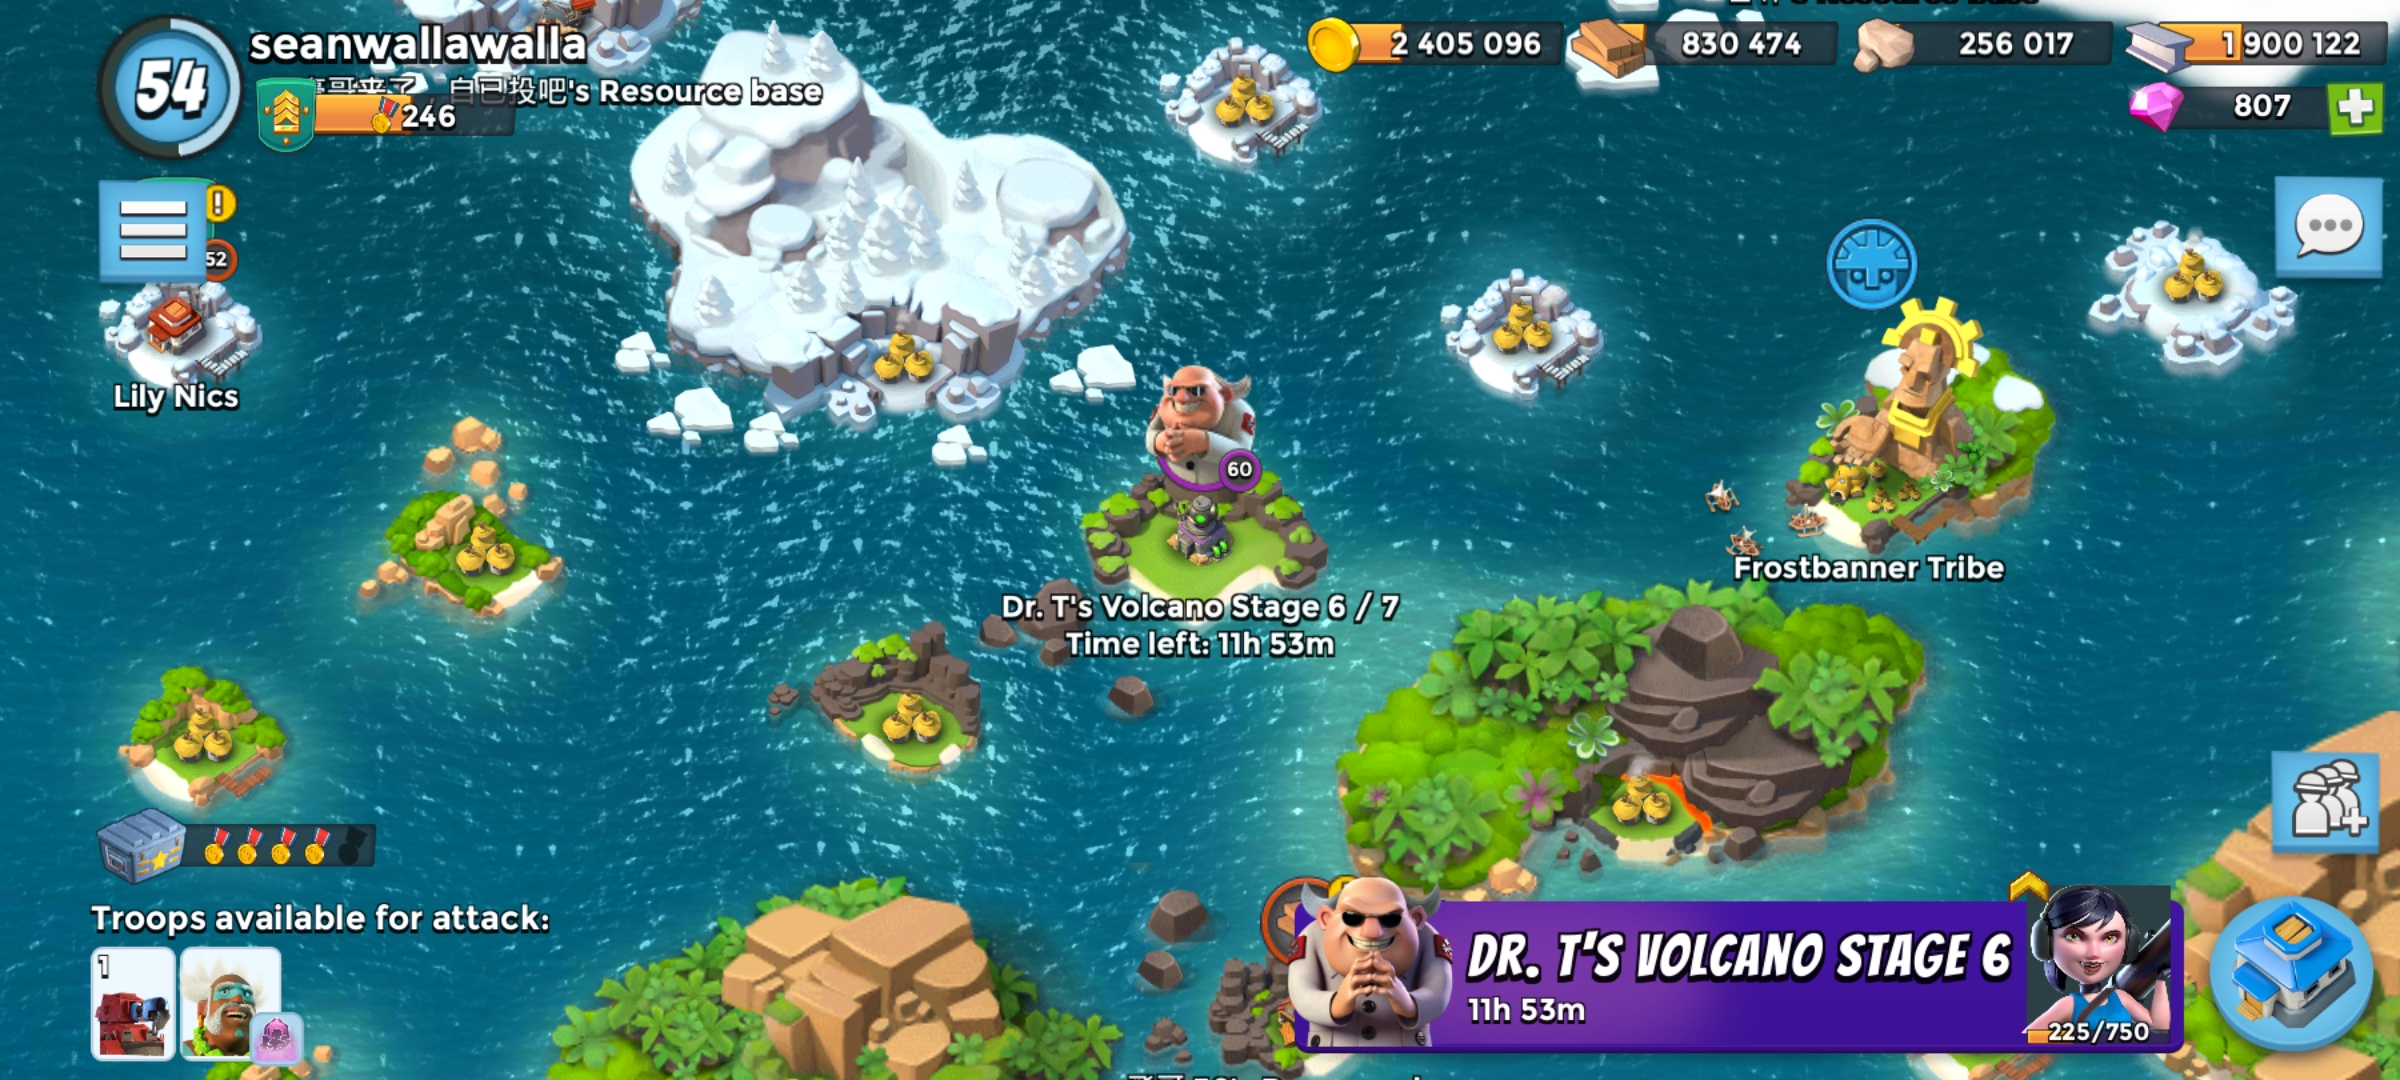 54
seanwallawalla
自己投吧's Resource base
246
2 405 096
830 474
256 017
1 900 122
807
!
52
Lily Nics
60
Dr. T's Volcano Stage 6 / 7
Time left: 11h 53m
Frostbanner Tribe
Troops available for attack:
1
DR. T'S VOLCANO STAGE 6
11h 53m
225/750